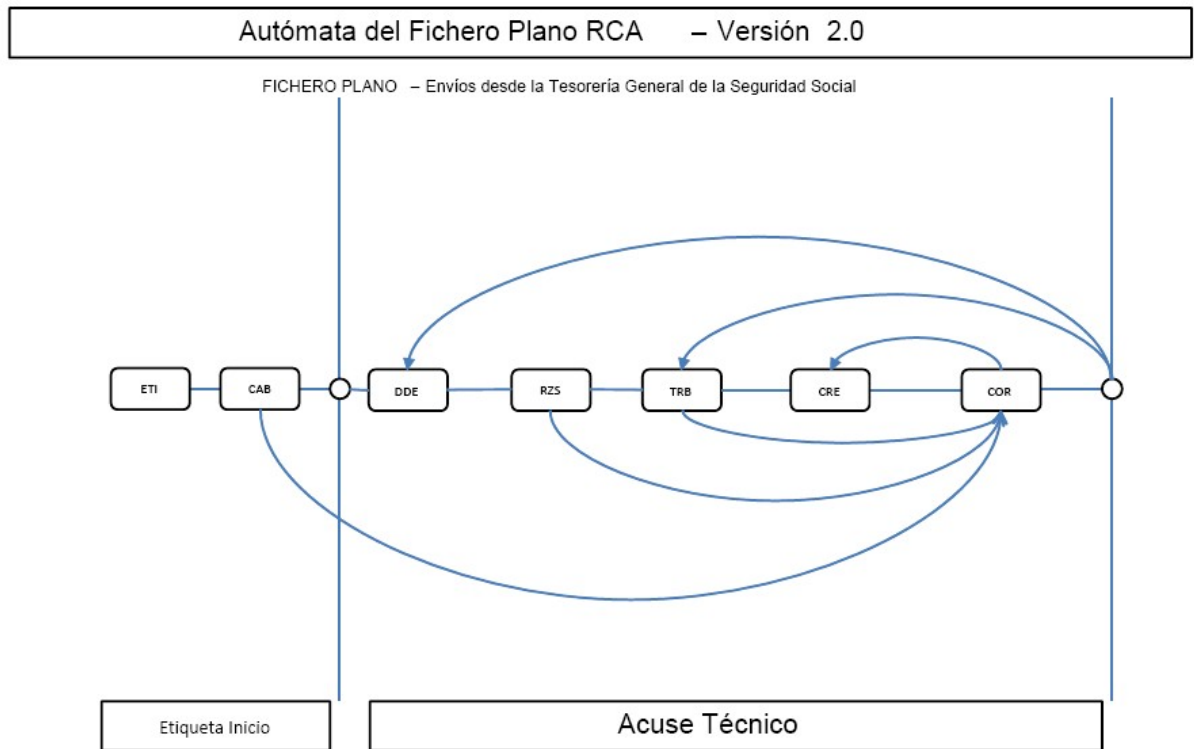 Autómata del Fichero Plano RCA – Versión 2.0
FICHERO PLANO – Envíos desde la Tesorería General de la Seguridad Social
ETI
CAB
DDE
RZS
TRB
CRE
COR
Etiqueta Inicio
Acuse Técnico